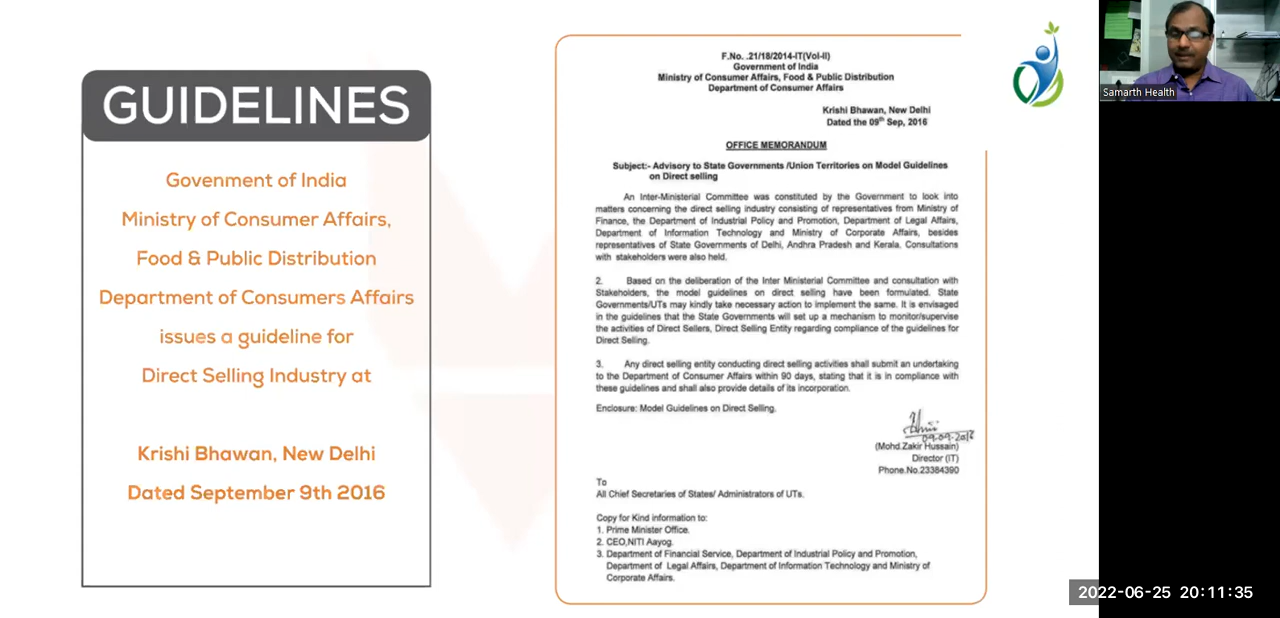 GUIDELINES
Govenment of India
Ministry of Consumer Affairs,
Food & Public Distribution
Department of Consumers Affairs
issues a guideline for
Direct Selling Industry at
Krishi Bhawan, New Delhi
Dated September 9th 2016
F.No. .21/18/2014-IT(Vol-II)
Government of India
Ministry of Consumer Affairs, Food & Public Distribution
Department of Consumer Affairs
Krishi Bhawan, New Delhi
Dated the 09th Sep, 2016
OFFICE MEMORANDUM
Subject:- Advisory to State Governments /Union Territories on Model Guidelines
on Direct selling
An Inter-Ministerial Committee was constituted by the Government to look into
matters concerning the direct selling industry consisting of representatives from Ministry of
Finance, the Department of Industrial Policy and Promotion, Department of Legal Affairs,
Department of Information Technology and Ministry of Corporate Affairs, besides
representatives of State Governments of Delhi, Andhra Pradesh and Kerala. Consultations
with stakeholders were also held.
2. Based on the deliberation of the Inter Ministerial Committee and consultation with
Stakeholders, the model guidelines on direct selling have been formulated. State
Governments/UTs may kindly take necessary action to implement the same. It is envisaged
in the guidelines that the State Governments will set up a mechanism to monitor/supervise
the activities of Direct Sellers, Direct Selling Entity regarding compliance of the guidelines for
Direct Selling.
3. Any direct selling entity conducting direct selling activities shall submit an undertaking
to the Department of Consumer Affairs within 90 days, stating that it is in compliance with
these guidelines and shall also provide details of its incorporation.
Enclosure: Model Guidelines on Direct Selling.
09-09-2016
(Mohd.Zakir Hussain)
Director (IT)
Phone.No.23384390
To
All Chief Secretaries of States/ Administrators of UTs.
Copy for Kind information to:
1. Prime Minister Office.
2. CEO,NITI Aayog.
3. Department of Financial Service, Department of Industrial Policy and Promotion,
Department of Legal Affairs, Department of Information Technology and Ministry of
Corporate Affairs.
Samarth Health
2022-06-25 20:11:35